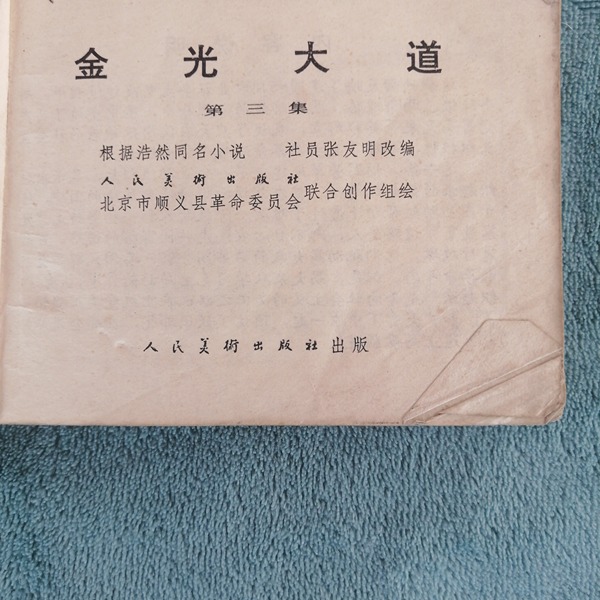 金光大道
第三集
根据浩然同名小说 社员张友明改编
人民美術出版社
北京市顺义县革命委员会联合创作组绘
人民美術出版社出版